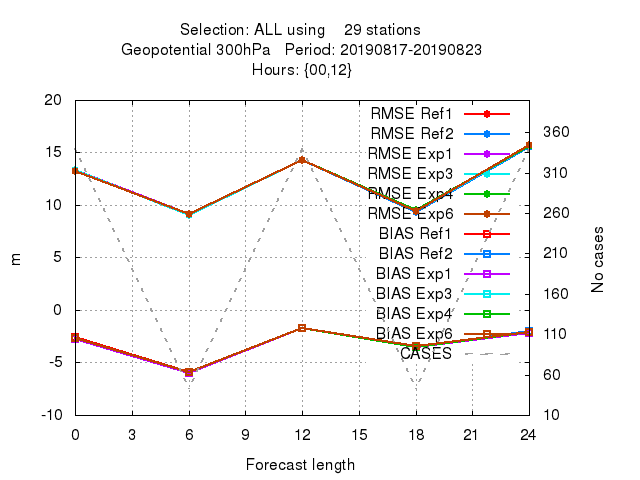 Selection: ALL using 29 stations
Geopotential 300hPa Period: 20190817-20190823
Hours: {00,12}
20
15
10
5
0
-5
-10
m
RMSE Ref1
RMSE Ref2
RMSE Exp1
RMSE Exp3
RMSE Exp4
RMSE Exp6
BIAS Ref1
BIAS Ref2
BIAS Exp1
BIAS Exp3
BIAS Exp4
BIAS Exp6
CASES
360
310
260
210
160
110
60
10
No cases
0 3 6 9 12 15 18 21 24
Forecast length